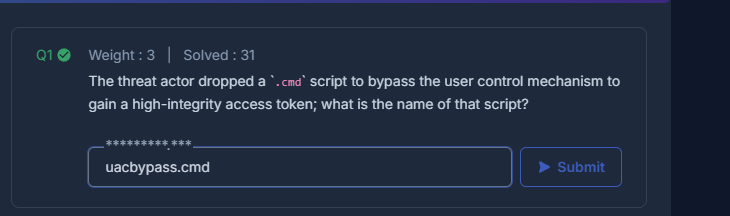 Q1 Weight : 3 | Solved : 31
The threat actor dropped a `.cmd` script to bypass the user control mechanism to
gain a high-integrity access token; what is the name of that script?
*********.***
uacbypass.cmd
Submit